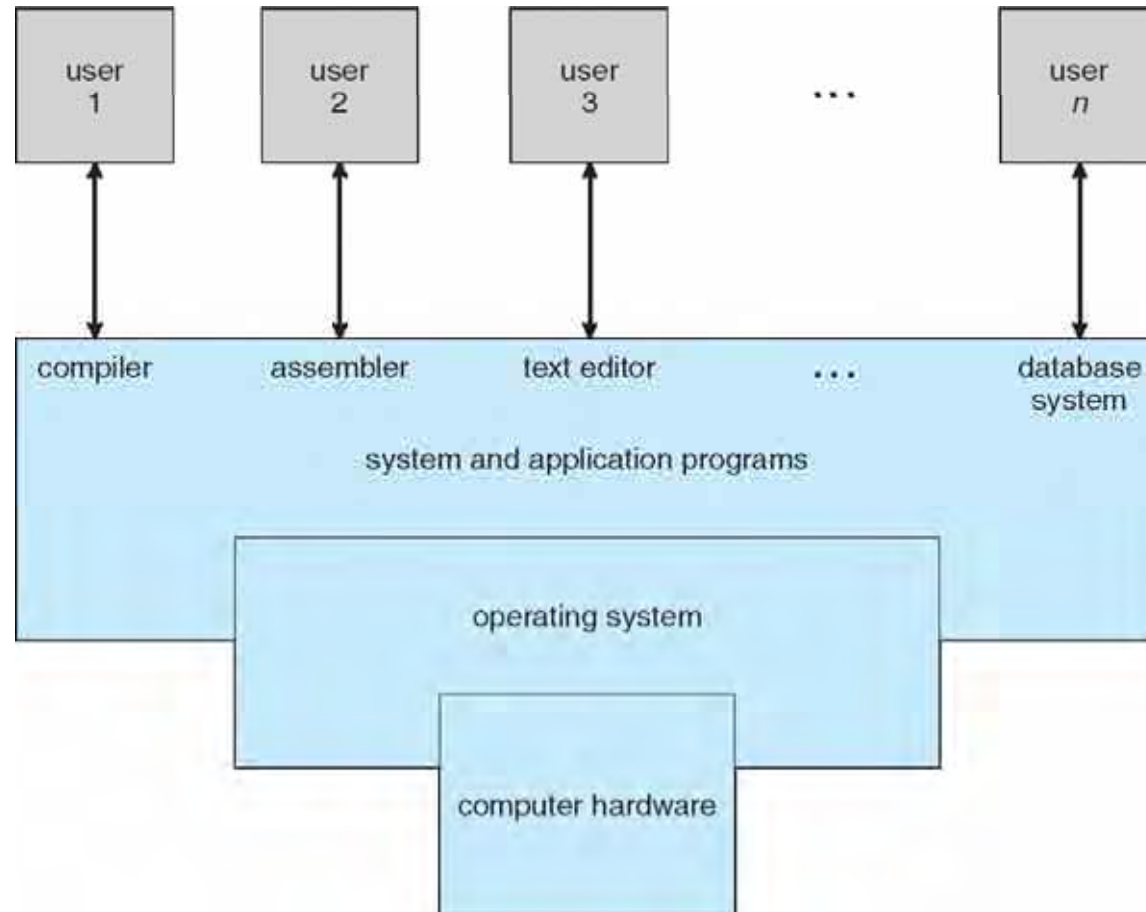 user
1
user
2
user
3
...
user
n
compiler
assembler
text editor
...
database
system
system and application programs
operating system
computer hardware